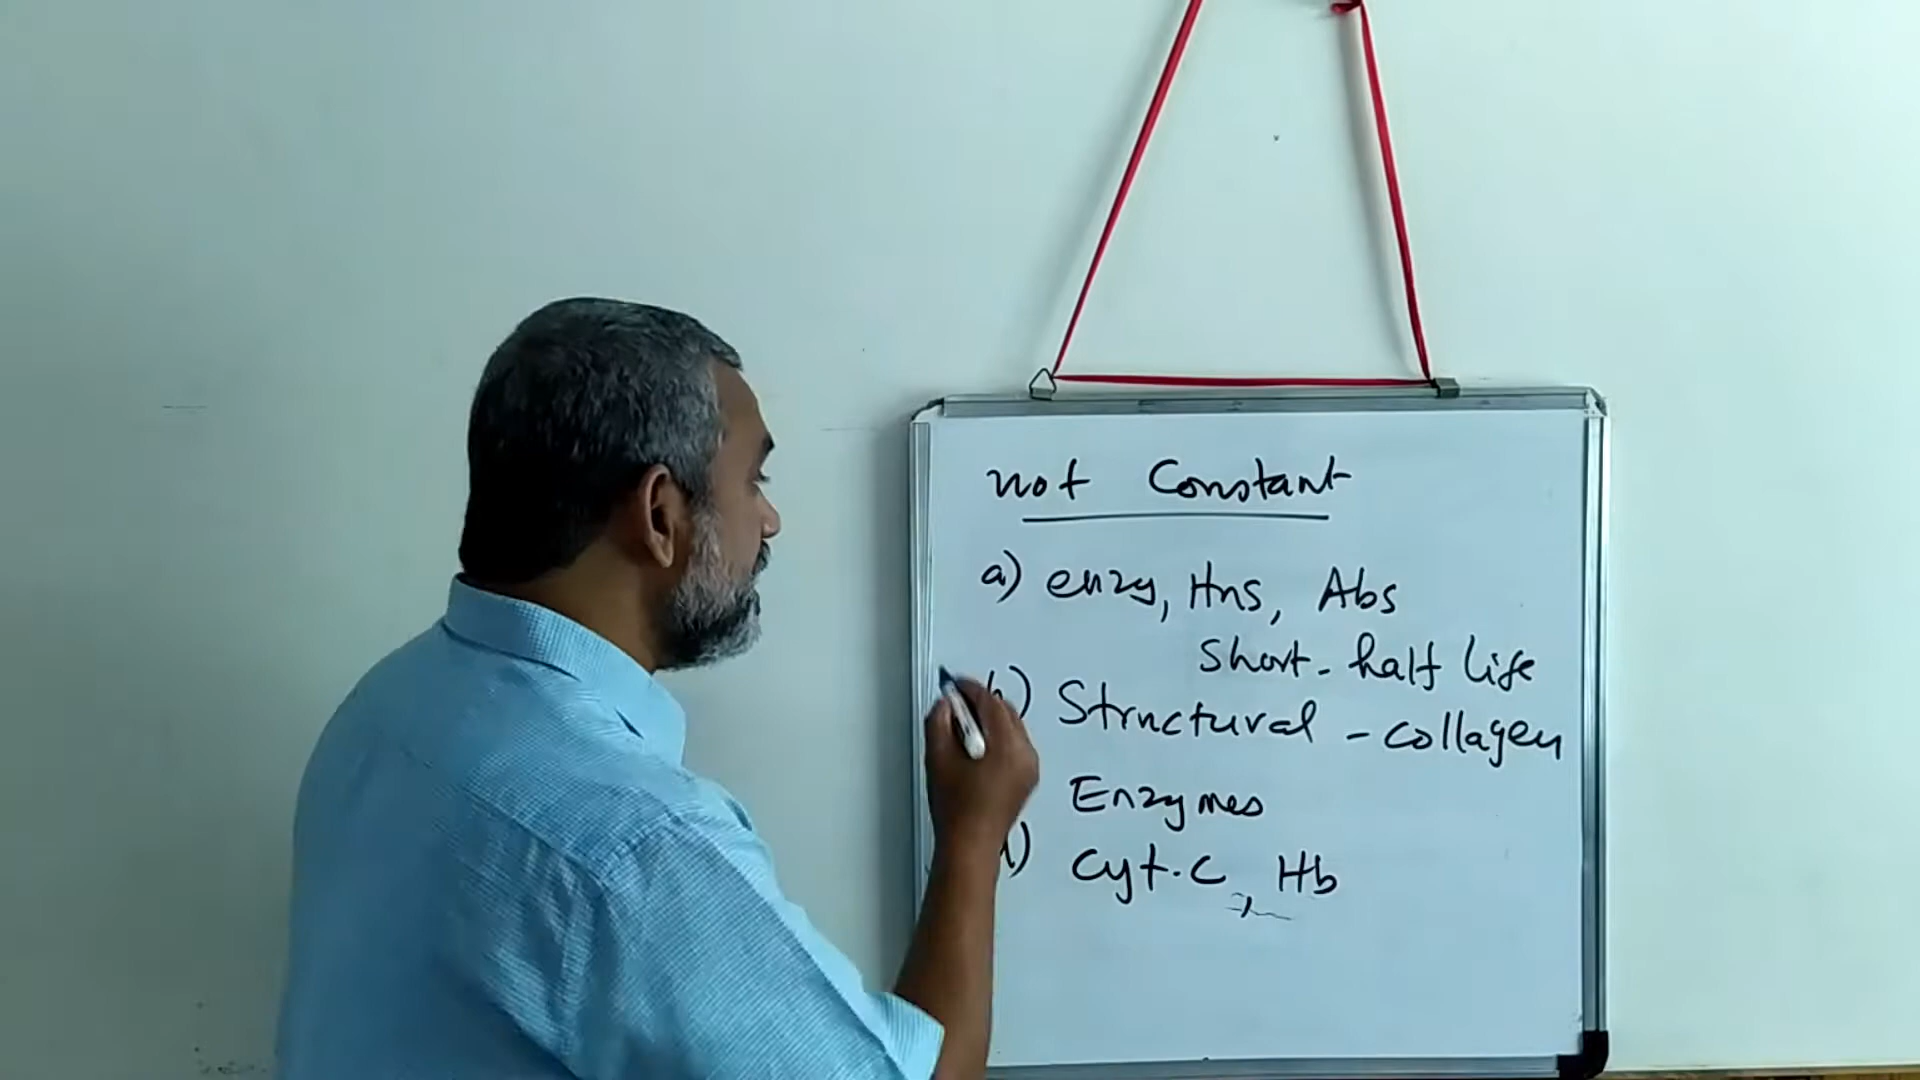 not Constant
a) enzy, Hns, Abs
Short-half life
b) Structural - collagen
Enzymes
d) Cyt.C, Hb